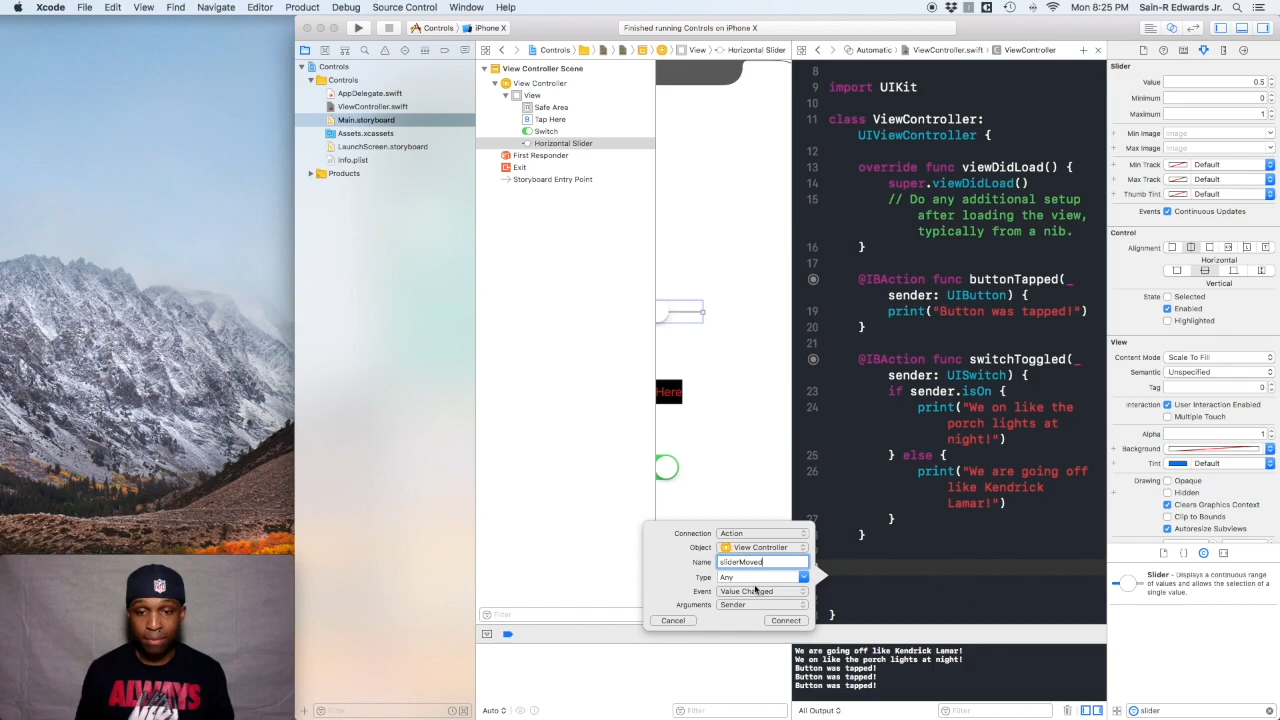 Xcode File Edit View Find Navigate Editor Product Debug Source Control Window Help
Mon 8:25 PM Sain-R Edwards Jr.
Controls iPhone X
Finished running Controls on iPhone X
Controls View Horizontal Slider
Automatic ViewController.swift ViewController
Controls
Controls
AppDelegate.swift
ViewController.swift
Main.storyboard
Assets.xcassets
LaunchScreen.storyboard
Info.plist
Products
View Controller Scene
View Controller
View
Safe Area
B Tap Here
Switch
Horizontal Slider
First Responder
Exit
Storyboard Entry Point
Here
8
9 import UIKit
10
11 class ViewController:
UIViewController {
12
13 override func viewDidLoad() {
14 super.viewDidLoad()
15 // Do any additional setup
after loading the view,
typically from a nib.
16 }
17
@IBAction func buttonTapped(_
sender: UIButton) {
19 print("Button was tapped!")
20 }
21
@IBAction func switchToggled(_
sender: UISwitch) {
23 if sender.isOn {
24 print("We on like the
porch lights at
night!")
25 } else {
26 print("We are going off
like Kendrick
Lamar!")
27 }
}
}
Connection Action
Object View Controller
Name sliderMoved
Type Any
Event Value Changed
Arguments Sender
Cancel Connect
Slider
Value 0.5
Minimum 0
Maximum 1
Min Image Image
Max Image Image
Min Track Default
Max Track Default
Thumb Tint Default
Events Continuous Updates
Control
Alignment
Horizontal
Vertical
State Selected
Enabled
Highlighted
View
Content Mode Scale To Fill
Semantic Unspecified
Tag 0
Interaction User Interaction Enabled
Multiple Touch
Alpha 1
Background
Tint Default
Drawing Opaque
Hidden
Clears Graphics Context
Clip to Bounds
Autoresize Subviews
Slider - Displays a continuous range
of values and allows the selection of a
single value.
We are going off like Kendrick Lamar!
We on like the porch lights at night!
Button was tapped!
Button was tapped!
Button was tapped!
Filter
Filter
Auto
Filter
All Output
Filter
slider
NFL
ALWAYS